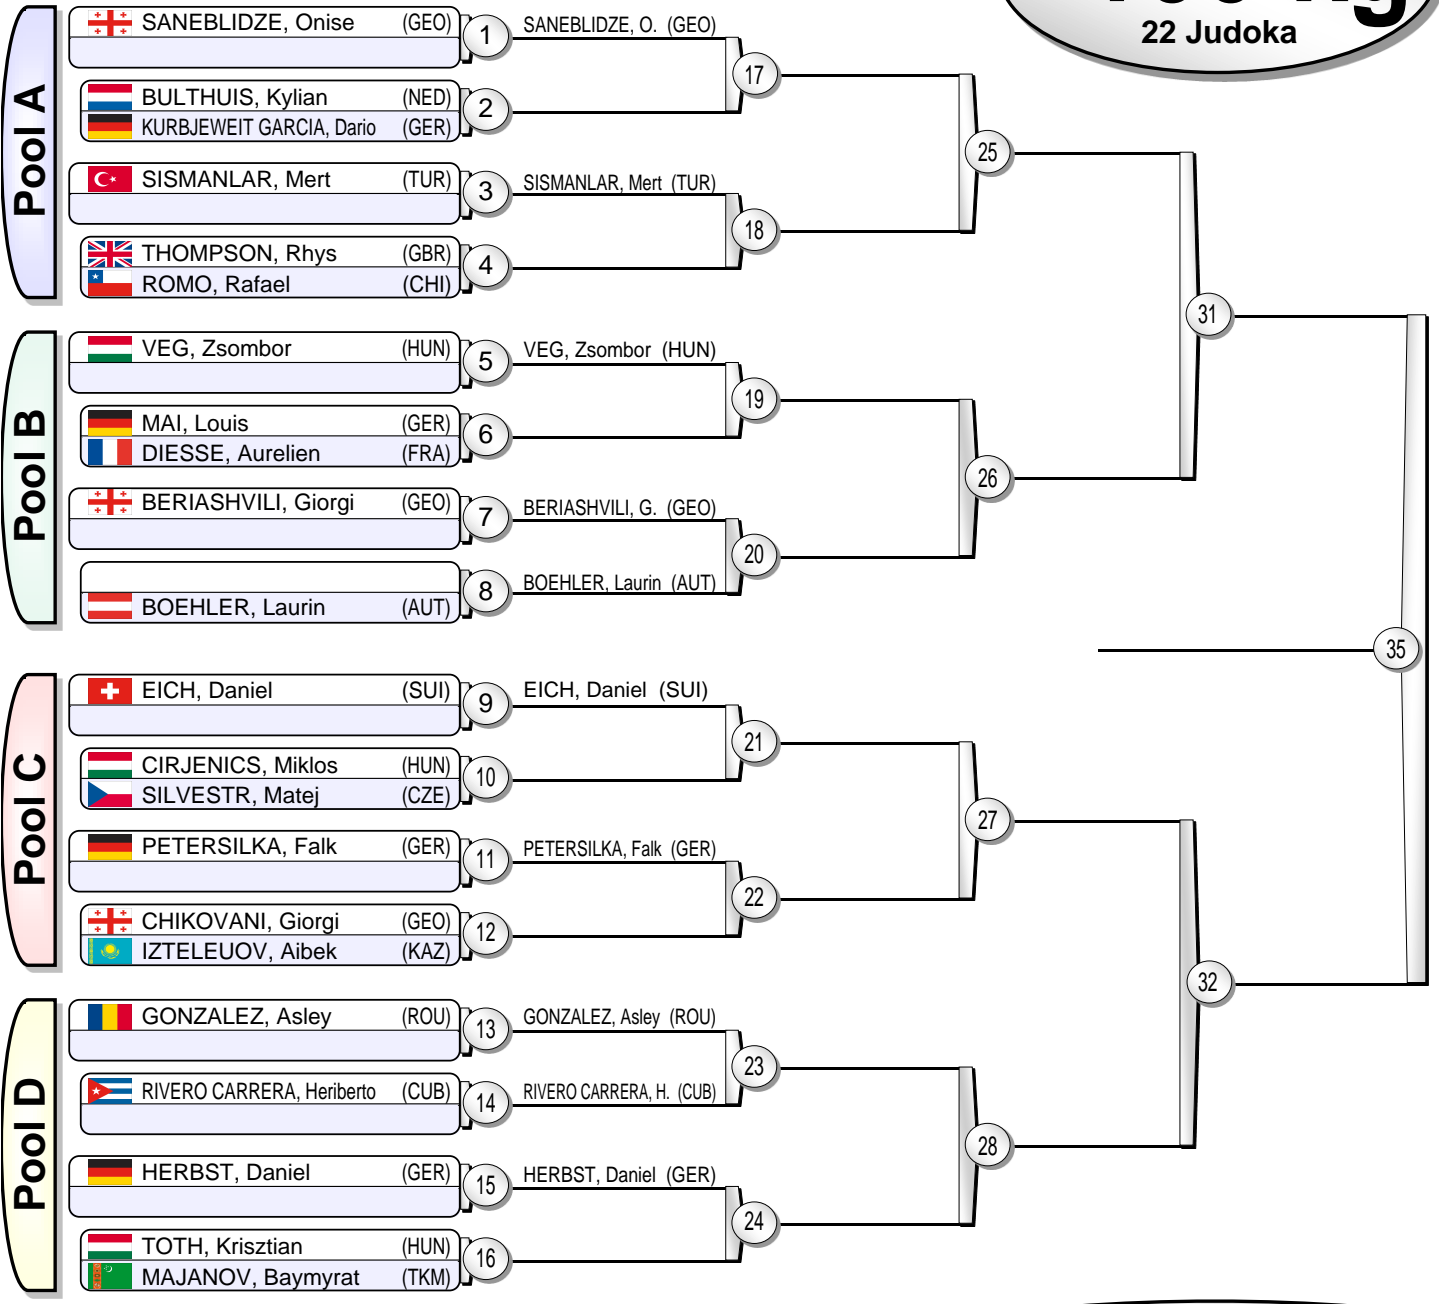 -100 kg
22 Judoka
Pool A
SANEBLIDZE, Onise (GEO)
1
SANEBLIDZE, O. (GEO)
17
BULTHUIS, Kylian (NED)
KURBJEWEIT GARCIA, Dario (GER)
2
25
SISMANLAR, Mert (TUR)
3
SISMANLAR, Mert (TUR)
18
THOMPSON, Rhys (GBR)
ROMO, Rafael (CHI)
4
31
Pool B
VEG, Zsombor (HUN)
5
VEG, Zsombor (HUN)
19
MAI, Louis (GER)
DIESSE, Aurelien (FRA)
6
26
BERIASHVILI, Giorgi (GEO)
7
BERIASHVILI, G. (GEO)
20
8
BOEHLER, Laurin (AUT)
BOEHLER, Laurin (AUT)
35
Pool C
EICH, Daniel (SUI)
9
EICH, Daniel (SUI)
21
CIRJENICS, Miklos (HUN)
SILVESTR, Matej (CZE)
10
27
PETERSILKA, Falk (GER)
11
PETERSILKA, Falk (GER)
22
CHIKOVANI, Giorgi (GEO)
IZTELEUOV, Aibek (KAZ)
12
32
Pool D
GONZALEZ, Asley (ROU)
13
GONZALEZ, Asley (ROU)
23
RIVERO CARRERA, Heriberto (CUB)
14
RIVERO CARRERA, H. (CUB)
28
HERBST, Daniel (GER)
15
HERBST, Daniel (GER)
24
TOTH, Krisztian (HUN)
MAJANOV, Baymyrat (TKM)
16